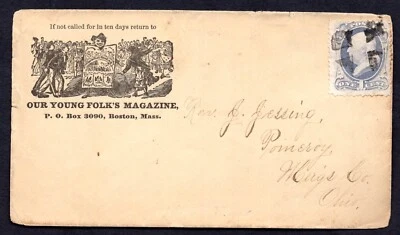 If not called for in ten days return to
OUR YOUNG FOLK'S MAGAZINE,
P. O. Box 3090, Boston, Mass.
Rev. J. Jessing,
Pomeroy
Meigs Co.
Ohio.